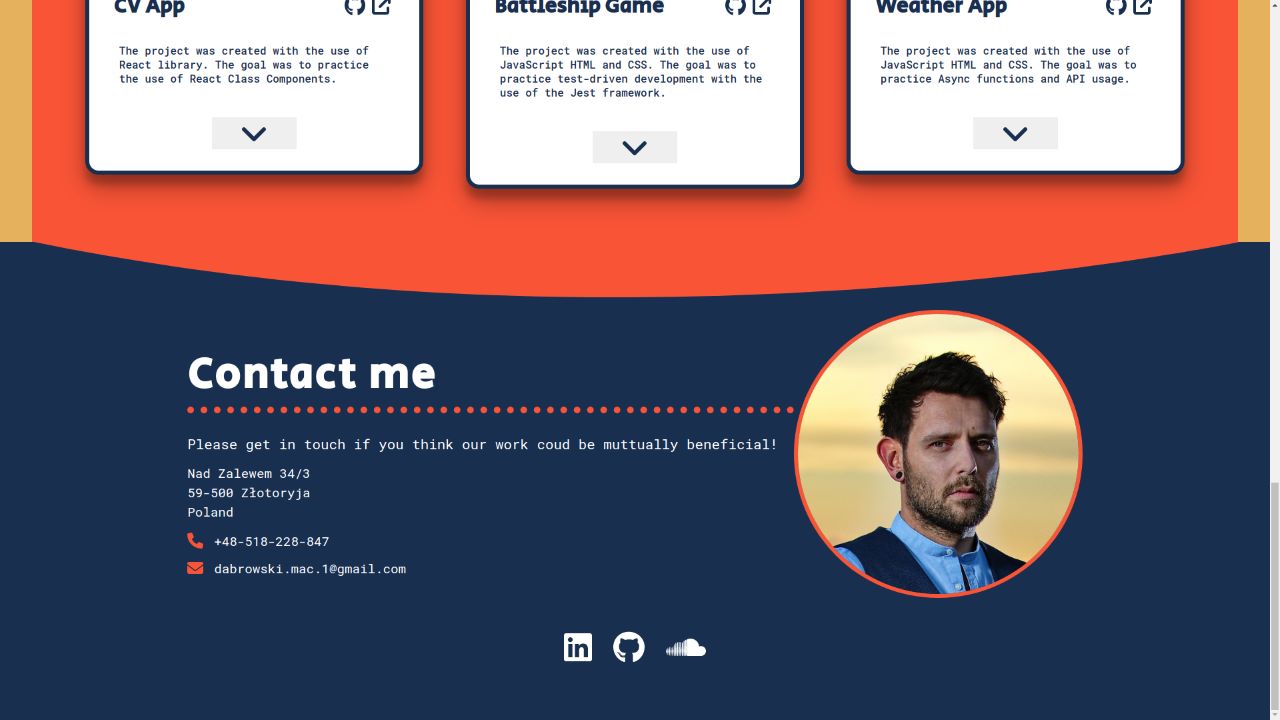 CV App
Battleship Game
Weather App
The project was created with the use of
React library. The goal was to practice
the use of React Class Components.
The project was created with the use of
JavaScript HTML and CSS. The goal was to
practice test-driven development with the
use of the Jest framework.
The project was created with the use of
JavaScript HTML and CSS. The goal was to
practice Async functions and API usage.
Contact me
Please get in touch if you think our work coud be muttually beneficial!
Nad Zalewem 34/3
59-500 Złotoryja
Poland
+48-518-228-847
dabrowski.mac.1@gmail.com
in